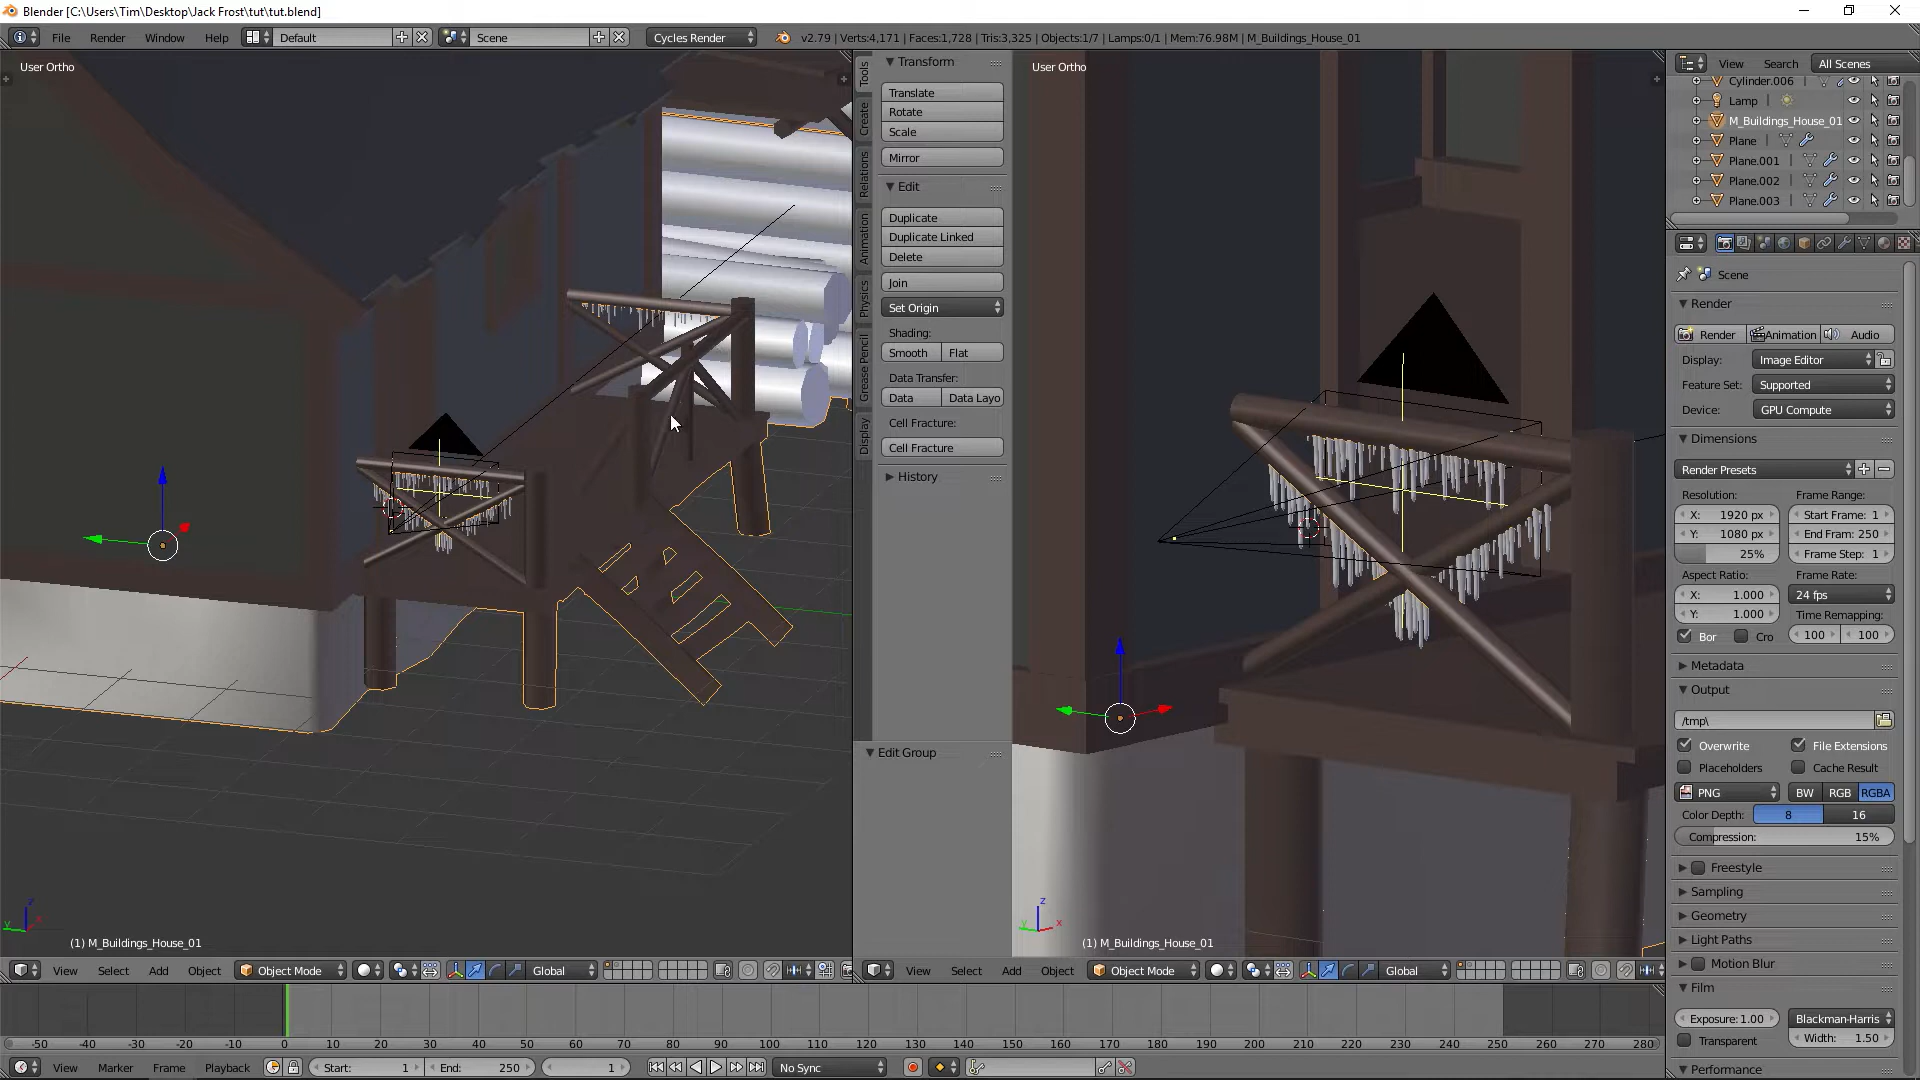 Blender [C:\Users\Tim\Desktop\Jack Frost\tut\tut.blend]
File Render Window Help Default Scene Cycles Render v2.79 | Verts:4,171 | Faces:1,728 | Tris:3,325 | Objects:1/7 | Lamps:0/1 | Mem:76.98M | M_Buildings_House_01
User Ortho
(1) M_Buildings_House_01
View Select Add Object Object Mode Global
Tools
Create
Relations
Animation
Physics
Grease Pencil
Display
Transform
Translate
Rotate
Scale
Mirror
Edit
Duplicate
Duplicate Linked
Delete
Join
Set Origin
Shading:
Smooth Flat
Data Transfer:
Data Data Layo
Cell Fracture:
Cell Fracture
History
Edit Group
User Ortho
(1) M_Buildings_House_01
View Select Add Object Object Mode Global
View Search All Scenes
Cylinder.006
Lamp
M_Buildings_House_01
Plane
Plane.001
Plane.002
Plane.003
Scene
Render
Render Animation Audio
Display: Image Editor
Feature Set: Supported
Device: GPU Compute
Dimensions
Render Presets
Resolution: Frame Range:
X: 1920 px Start Frame: 1
Y: 1080 px End Fram: 250
25% Frame Step: 1
Aspect Ratio: Frame Rate:
X: 1.000 24 fps
Y: 1.000 Time Remapping:
Bor Cro 100 100
Metadata
Output
/tmp\
Overwrite File Extensions
Placeholders Cache Result
PNG BW RGB RGBA
Color Depth: 8 16
Compression: 15%
Freestyle
Sampling
Geometry
Light Paths
Motion Blur
Film
Exposure: 1.00 Blackman-Harris
Transparent Width: 1.50
Performance
-50 -40 -30 -20 -10 0 10 20 30 40 50 60 70 80 90 100 110 120 130 140 150 160 170 180 190 200 210 220 230 240 250 260 270 280
View Marker Frame Playback Start: 1 End: 250 1 No Sync